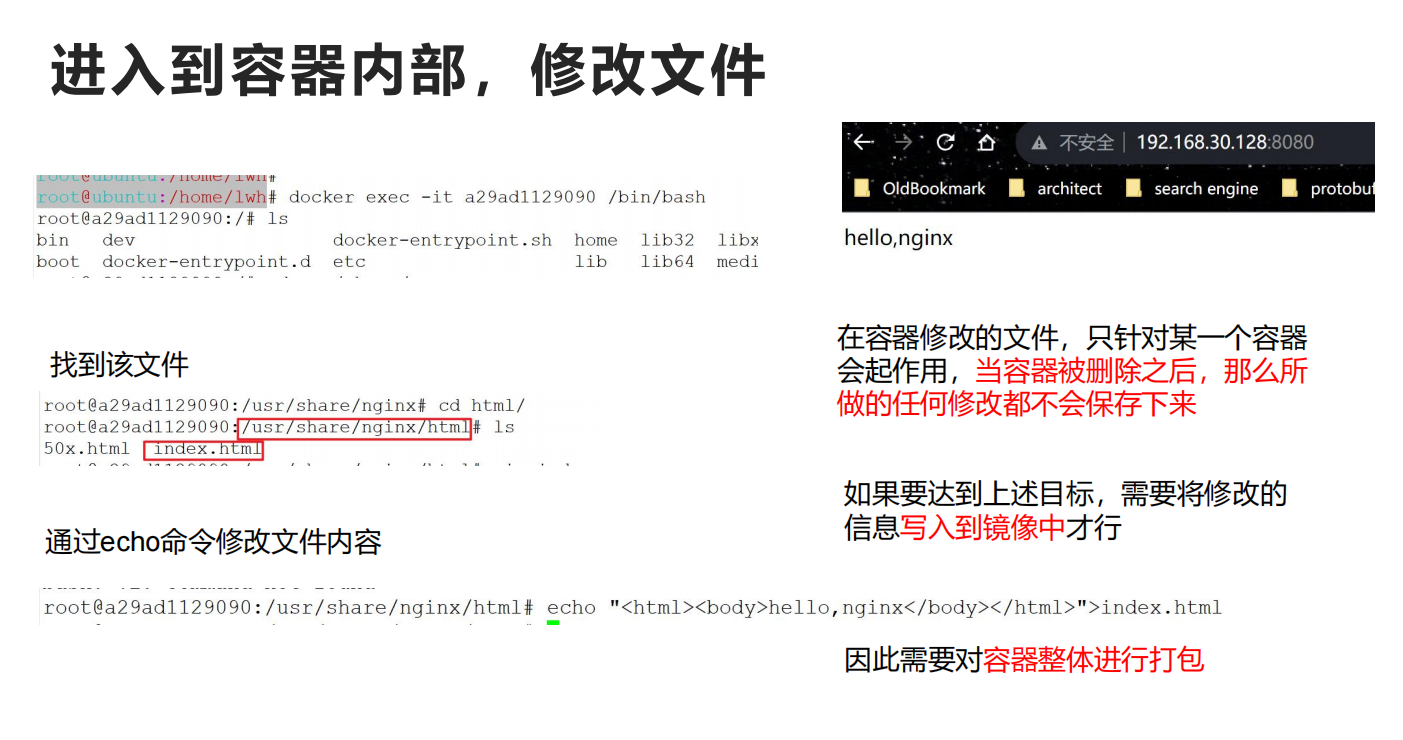 进入到容器内部，修改文件
root@ubuntu:/home/lwh#
root@ubuntu:/home/lwh# docker exec -it a29ad1129090 /bin/bash
root@a29ad1129090:/# ls
bin dev docker-entrypoint.sh home lib32 libx
boot docker-entrypoint.d etc lib lib64 medi
找到该文件
root@a29ad1129090:/usr/share/nginx# cd html/
root@a29ad1129090:/usr/share/nginx/html# ls
50x.html index.html
通过echo命令修改文件内容
root@a29ad1129090:/usr/share/nginx/html# echo "<html><body>hello,nginx</body></html>">index.html
不安全 | 192.168.30.128:8080
OldBookmark architect search engine protobuf
hello,nginx
在容器修改的文件，只针对某一个容器
会起作用，当容器被删除之后，那么所
做的任何修改都不会保存下来
如果要达到上述目标，需要将修改的
信息写入到镜像中才行
因此需要对容器整体进行打包